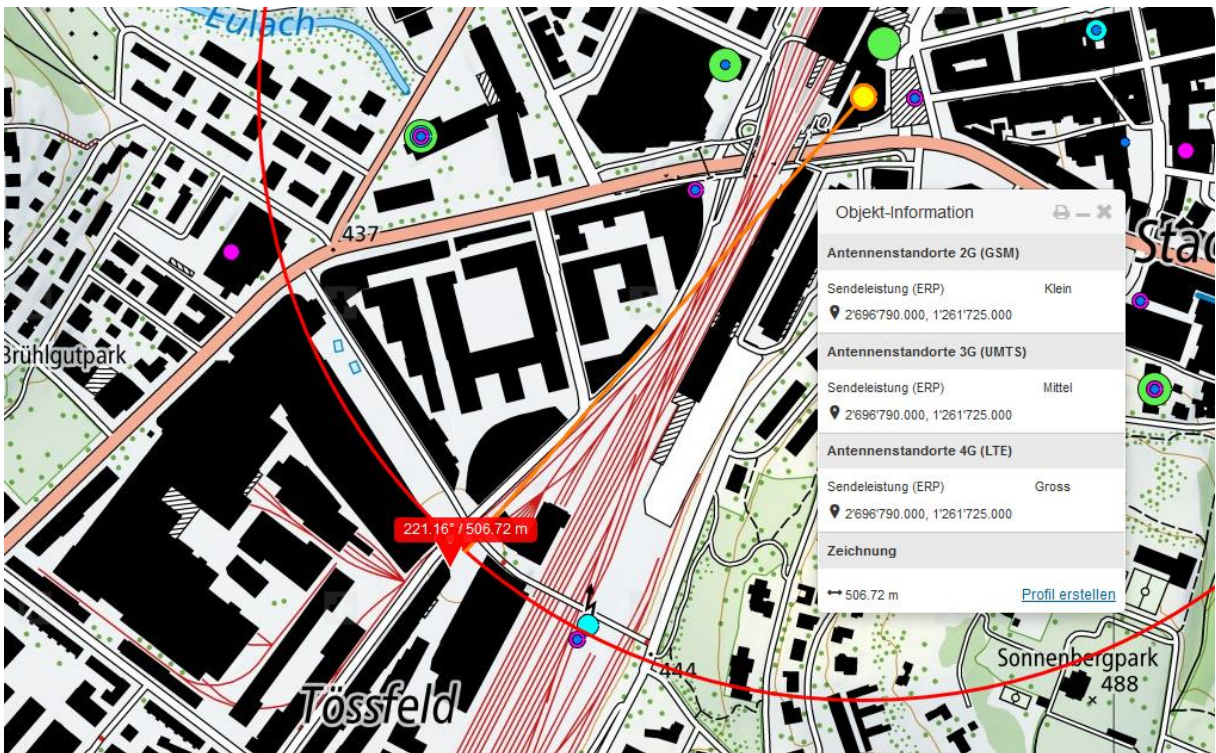 Eulach
437
Brühlgutpark
221.16° / 506.72 m
Tössfeld
444
Objekt-Information
Antennenstandorte 2G (GSM)
Sendeleistung (ERP) Klein
2'696'790.000, 1'261'725.000
Antennenstandorte 3G (UMTS)
Sendeleistung (ERP) Mittel
2'696'790.000, 1'261'725.000
Antennenstandorte 4G (LTE)
Sendeleistung (ERP) Gross
2'696'790.000, 1'261'725.000
Zeichnung
506.72 m Profil erstellen
Stad
Sonnenbergpark
488